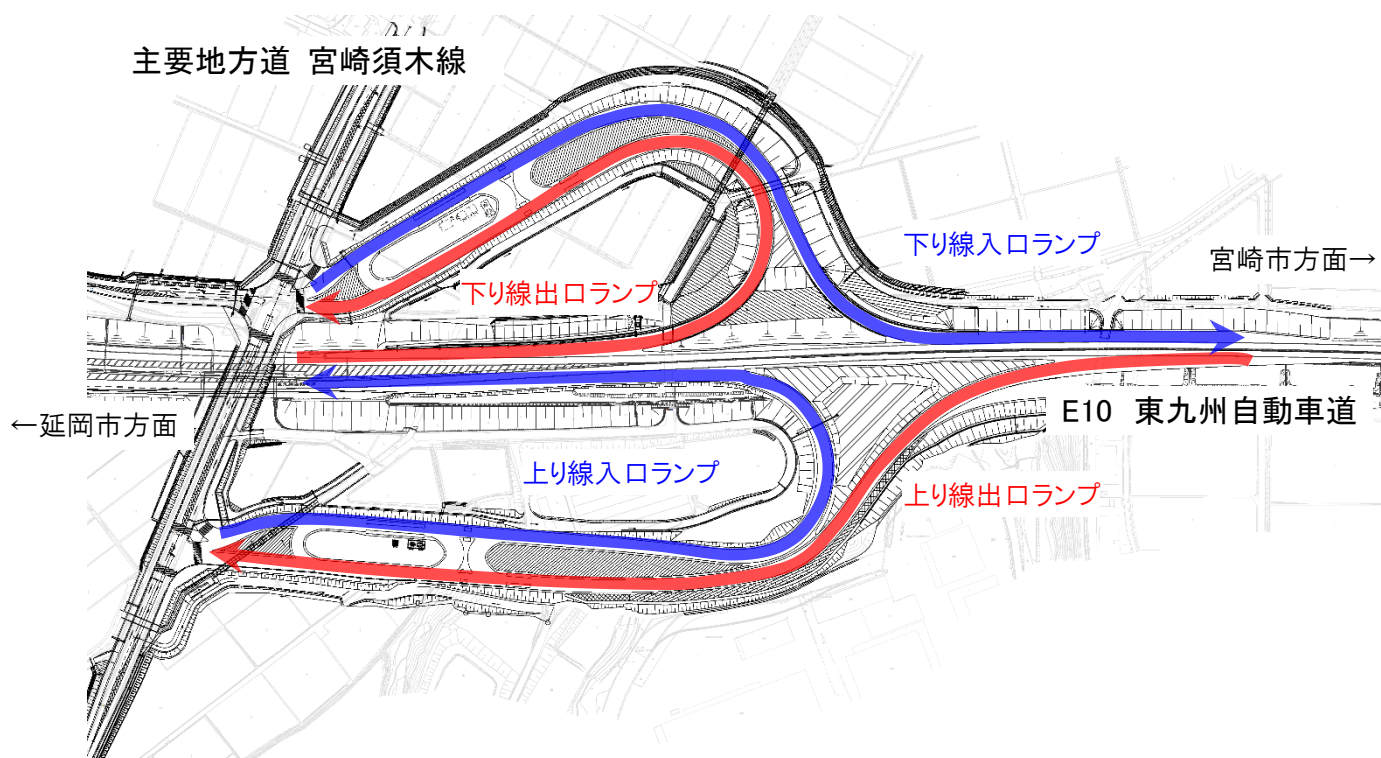 主要地方道 宮崎須木線
下り線入口ランプ
宮崎市方面→
下り線出口ランプ
←延岡市方面
E10 東九州自動車道
上り線入口ランプ
上り線出口ランプ